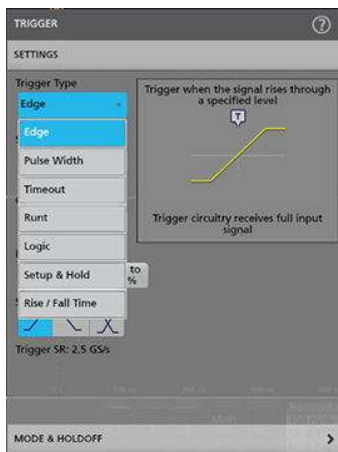 TRIGGER
?
SETTINGS
Trigger Type
Edge
Edge
Pulse Width
Timeout
Runt
Logic
Setup & Hold
Rise / Fall Time
Trigger when the signal rises through
a specified level
T
Trigger circuitry receives full input
signal
to
%
Trigger SR: 2.5 GS/s
MODE & HOLDOFF